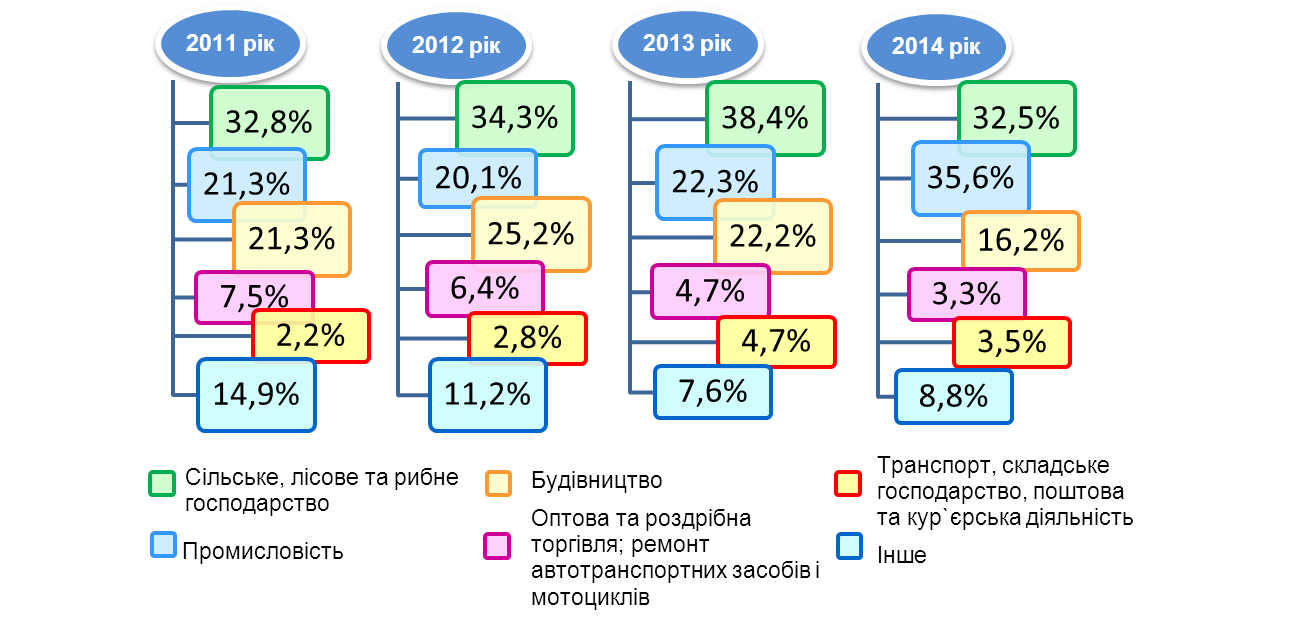 2011 рік
2012 рік
2013 рік
2014 рік
32,8%
34,3%
38,4%
32,5%
21,3%
20,1%
22,3%
35,6%
21,3%
25,2%
22,2%
16,2%
7,5%
6,4%
4,7%
3,3%
2,2%
2,8%
4,7%
3,5%
14,9%
11,2%
7,6%
8,8%
Сільське, лісове та рибне
господарство
Промисловість
Будівництво
Оптова та роздрібна
торгівля; ремонт
автотранспортних засобів і
мотоциклів
Транспорт, складське
господарство, поштова
та кур`єрська діяльність
Інше